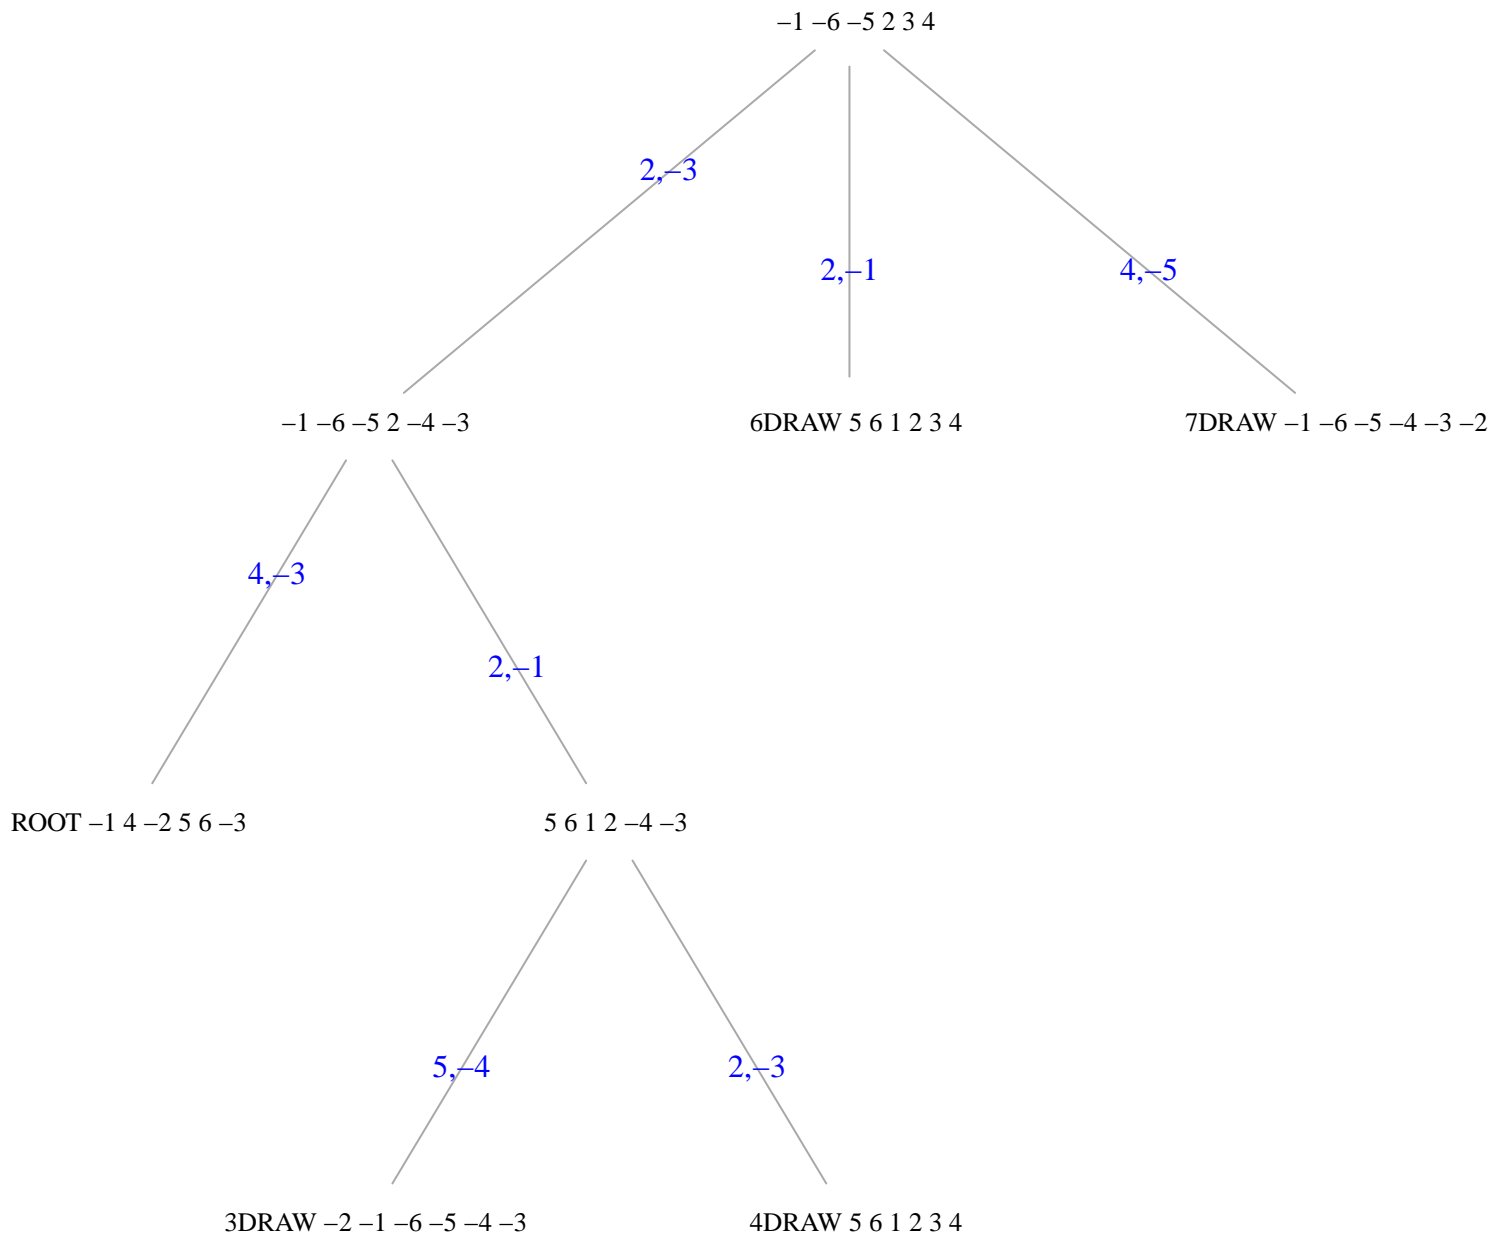 –1 –6 –5 2 3 4
2,–3
2,–1
4,–5
–1 –6 –5 2 –4 –3
6DRAW 5 6 1 2 3 4
7DRAW –1 –6 –5 –4 –3 –2
4,–3
2,–1
ROOT –1 4 –2 5 6 –3
5 6 1 2 –4 –3
5,–4
2,–3
3DRAW –2 –1 –6 –5 –4 –3
4DRAW 5 6 1 2 3 4